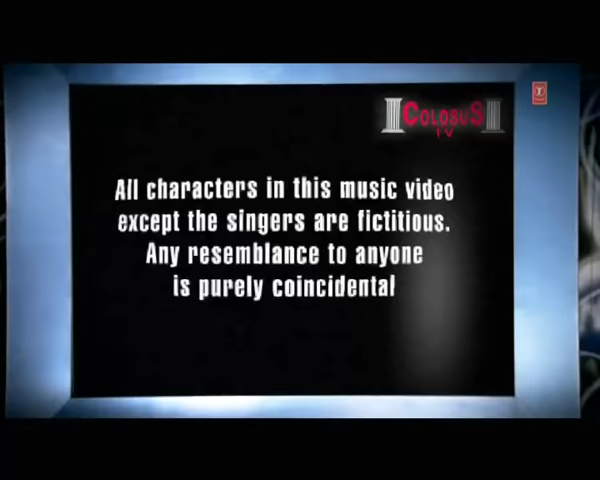 COLOSUS
TV
All characters in this music video
except the singers are fictitious.
Any resemblance to anyone
is purely coincidental